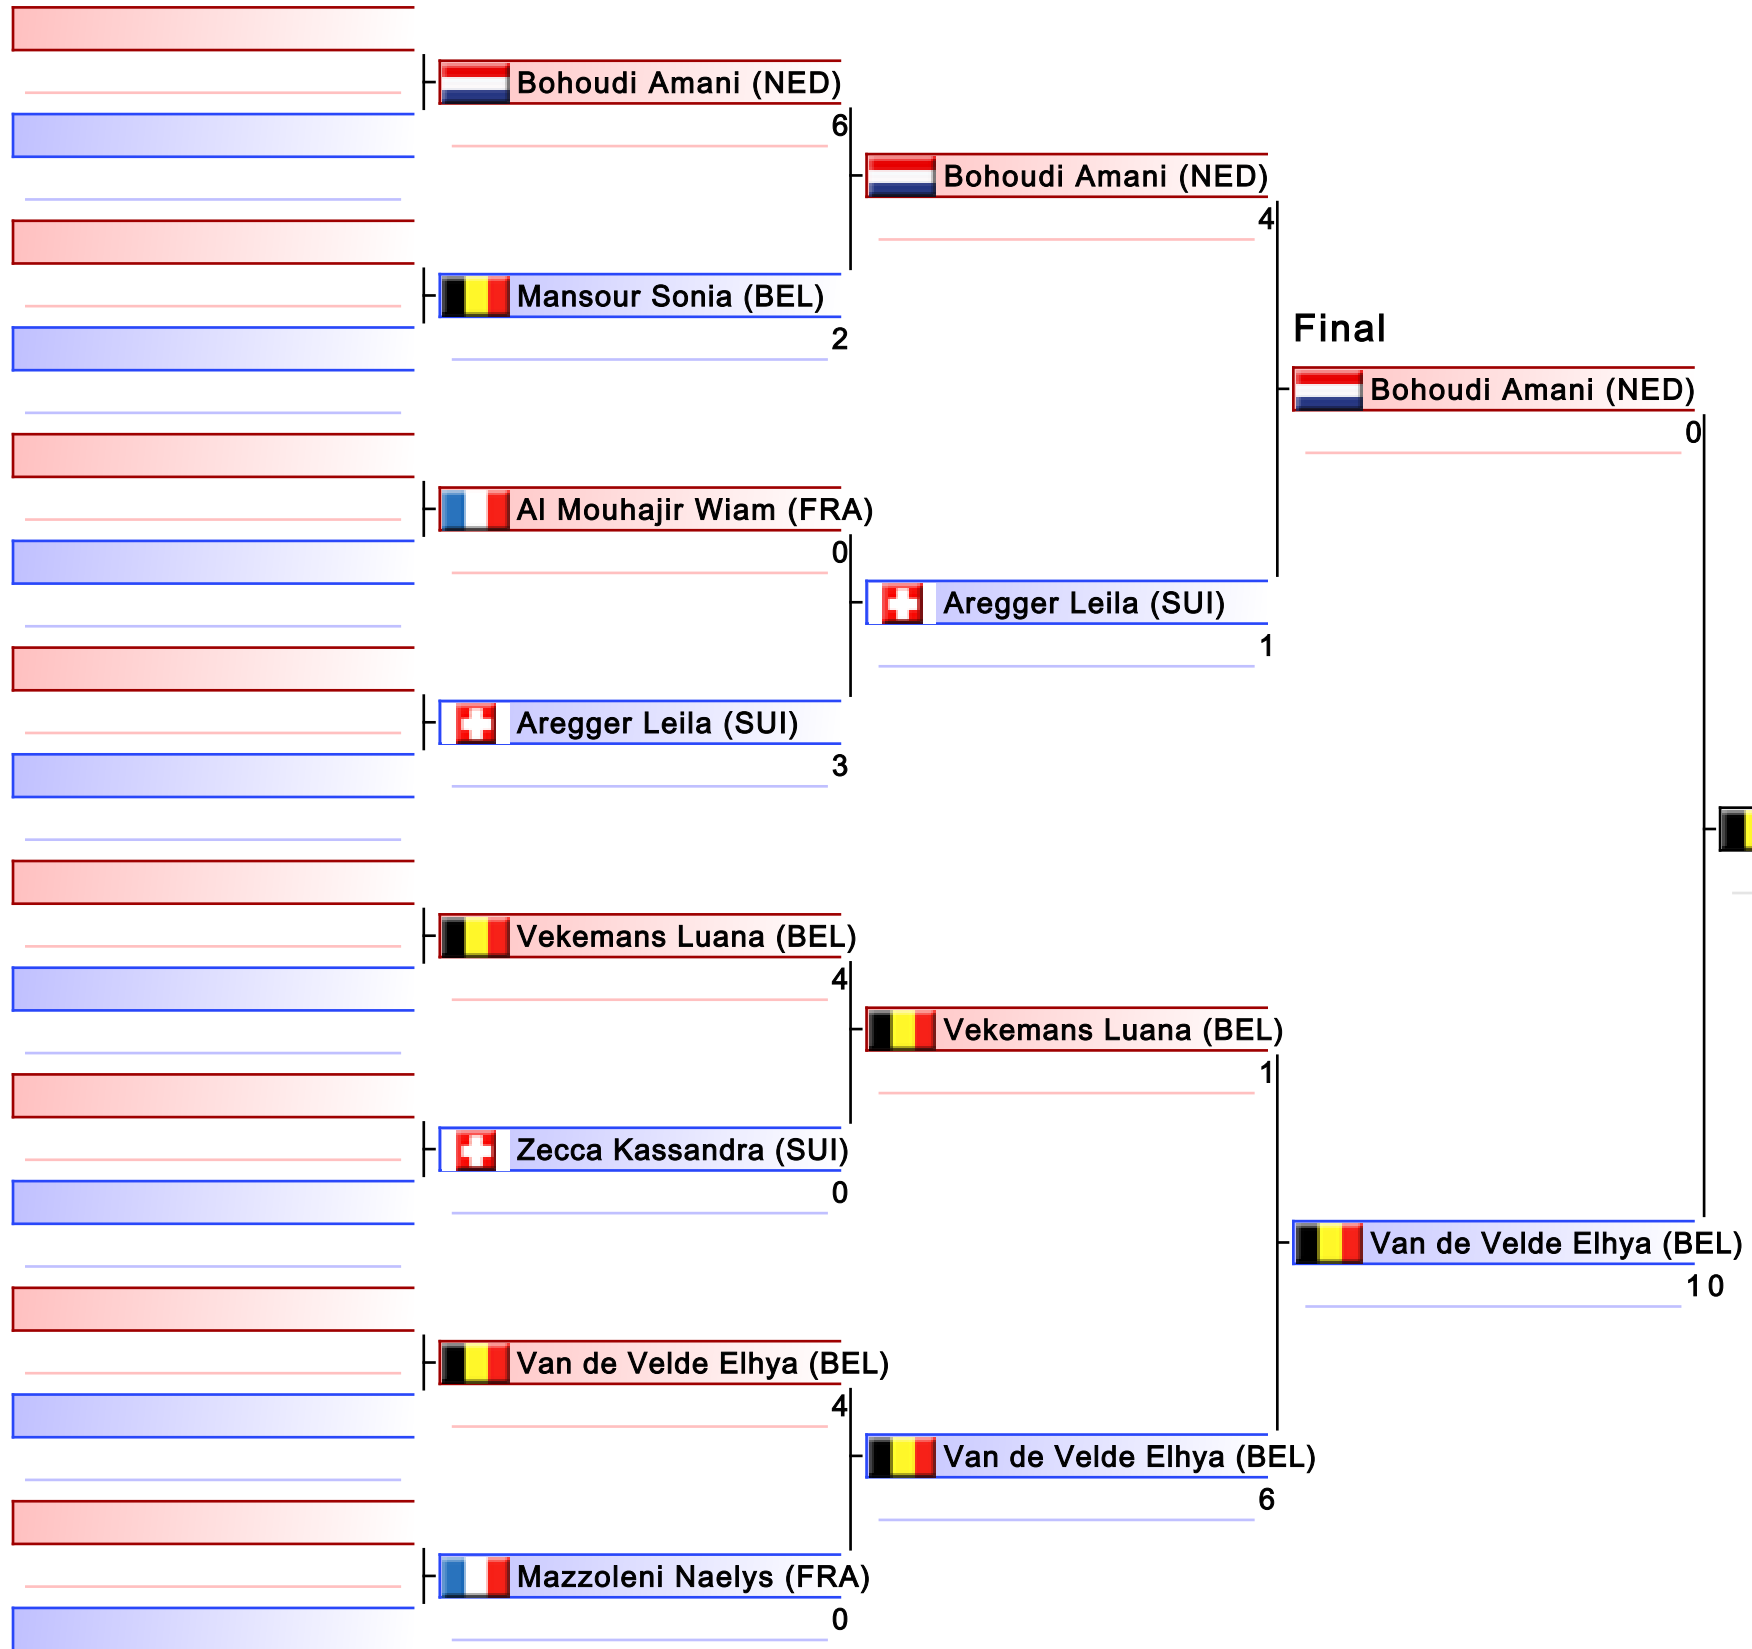 Bohoudi Amani (NED)
6
Mansour Sonia (BEL)
2
Al Mouhajir Wiam (FRA)
0
Aregger Leila (SUI)
3
Vekemans Luana (BEL)
4
Zecca Kassandra (SUI)
0
Van de Velde Elhya (BEL)
4
Mazzoleni Naelys (FRA)
0
Bohoudi Amani (NED)
4
Aregger Leila (SUI)
1
Vekemans Luana (BEL)
1
Van de Velde Elhya (BEL)
6
Final
Bohoudi Amani (NED)
0
Van de Velde Elhya (BEL)
10